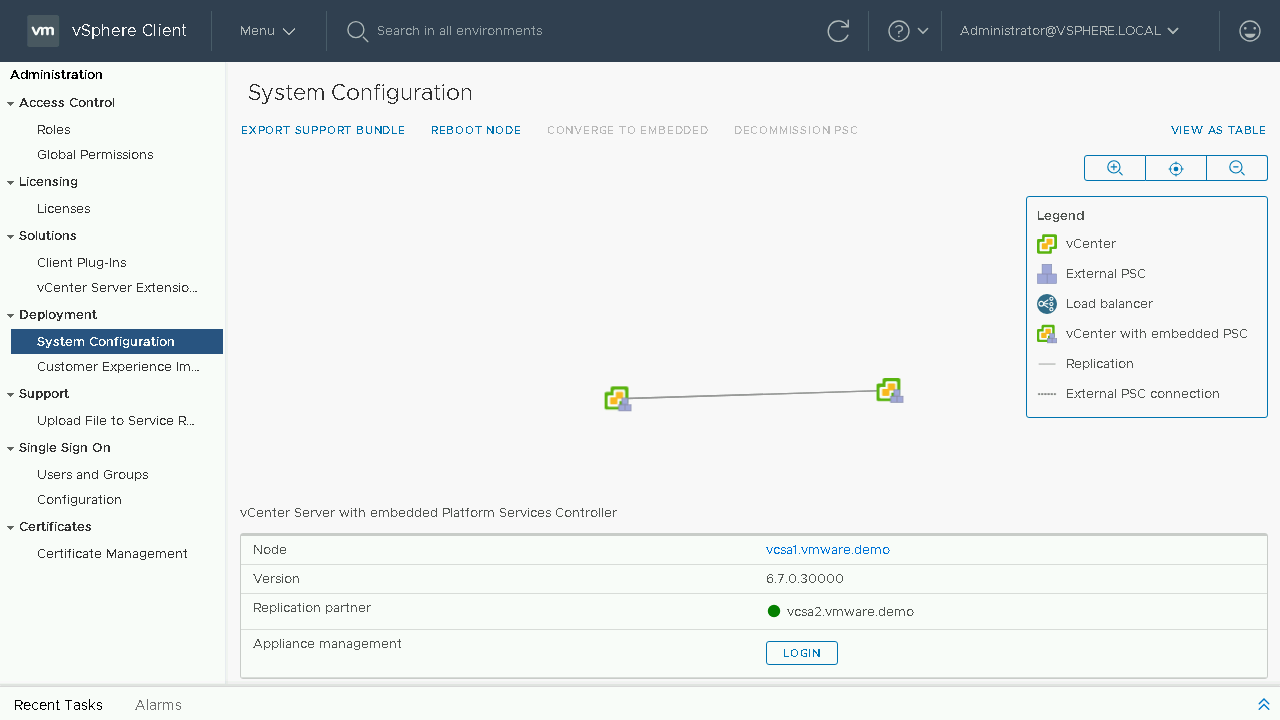 vm vSphere Client Menu Search in all environments Administrator@VSPHERE.LOCAL
Administration
Access Control
Roles
Global Permissions
Licensing
Licenses
Solutions
Client Plug-Ins
vCenter Server Extensio...
Deployment
System Configuration
Customer Experience Im...
Support
Upload File to Service R...
Single Sign On
Users and Groups
Configuration
Certificates
Certificate Management
System Configuration
EXPORT SUPPORT BUNDLE REBOOT NODE CONVERGE TO EMBEDDED DECOMMISSION PSC VIEW AS TABLE
Legend
vCenter
External PSC
Load balancer
vCenter with embedded PSC
Replication
External PSC connection
vCenter Server with embedded Platform Services Controller
Node vcsa1.vmware.demo
Version 6.7.0.30000
Replication partner vcsa2.vmware.demo
Appliance management LOGIN
Recent Tasks Alarms